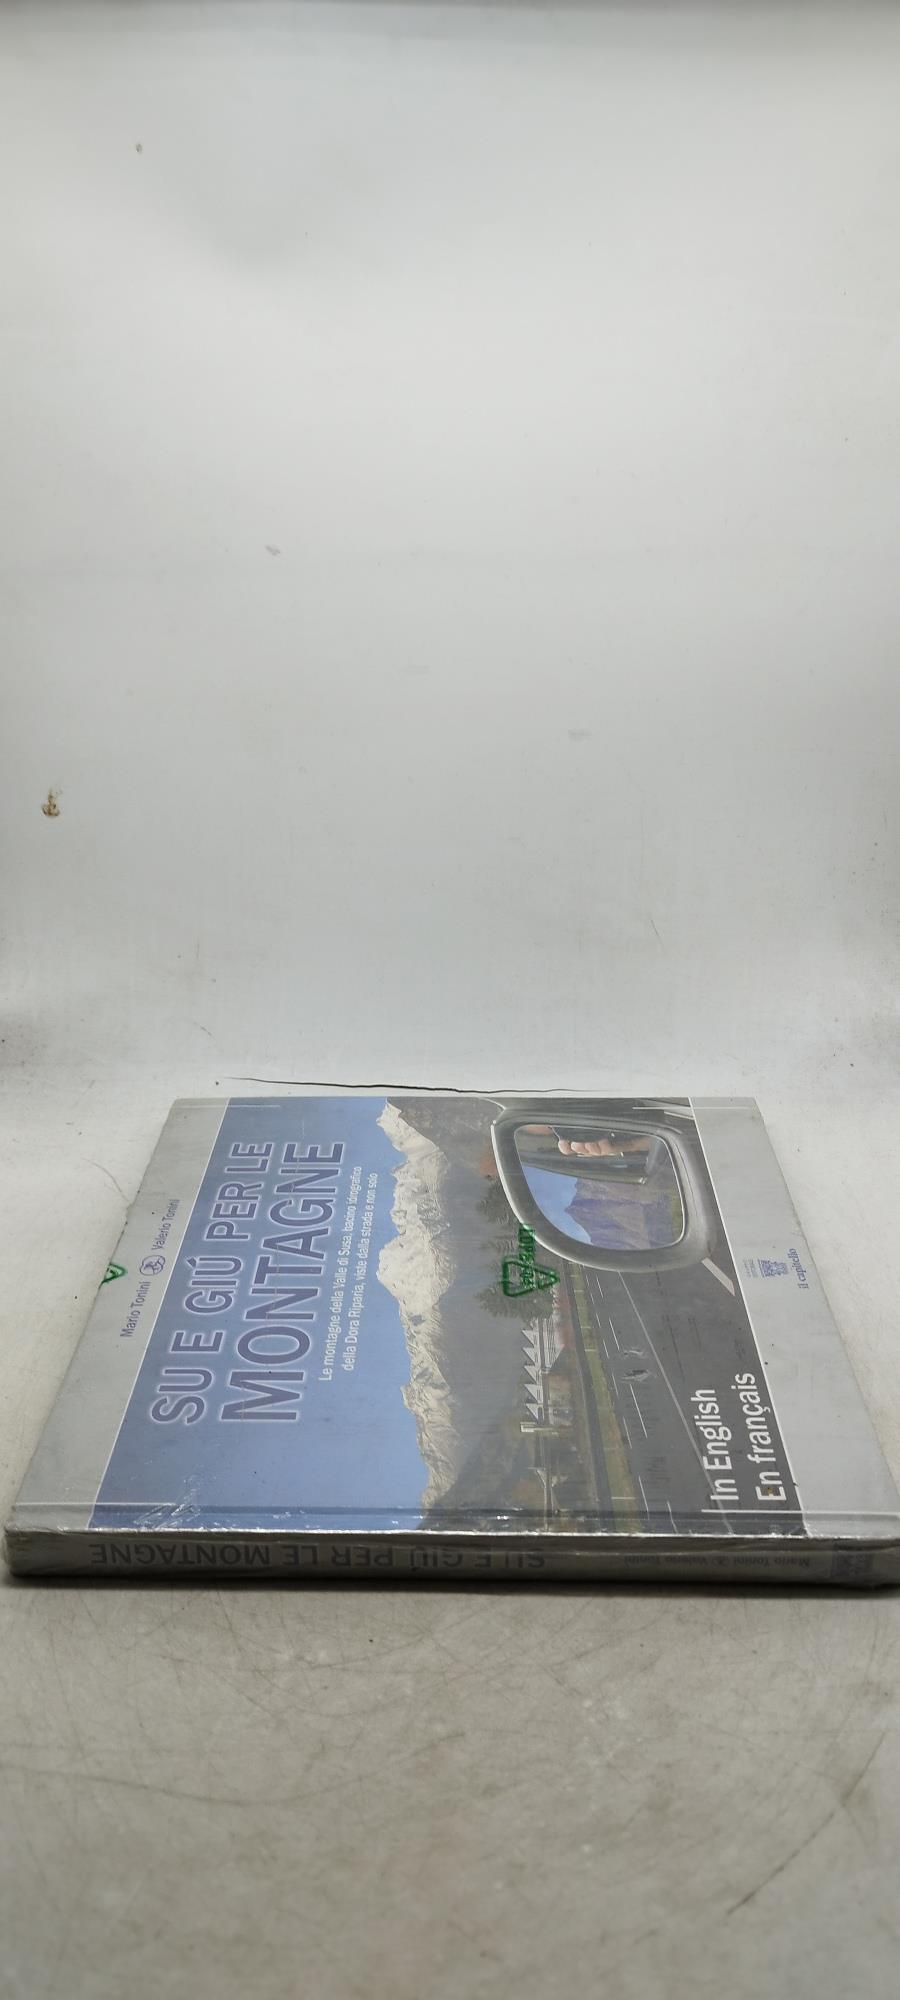 Mario Tonini Valerio Tonini
SU E GIÚ PER LE
MONTAGNE
Le montagne della Valle di Susa, bacino idrografico
della Dora Riparia, viste dalla strada e non solo
In English
En français
il capitello
SU E GIÚ PER LE MONTAGNE
Mario Tonini Valerio Tonini